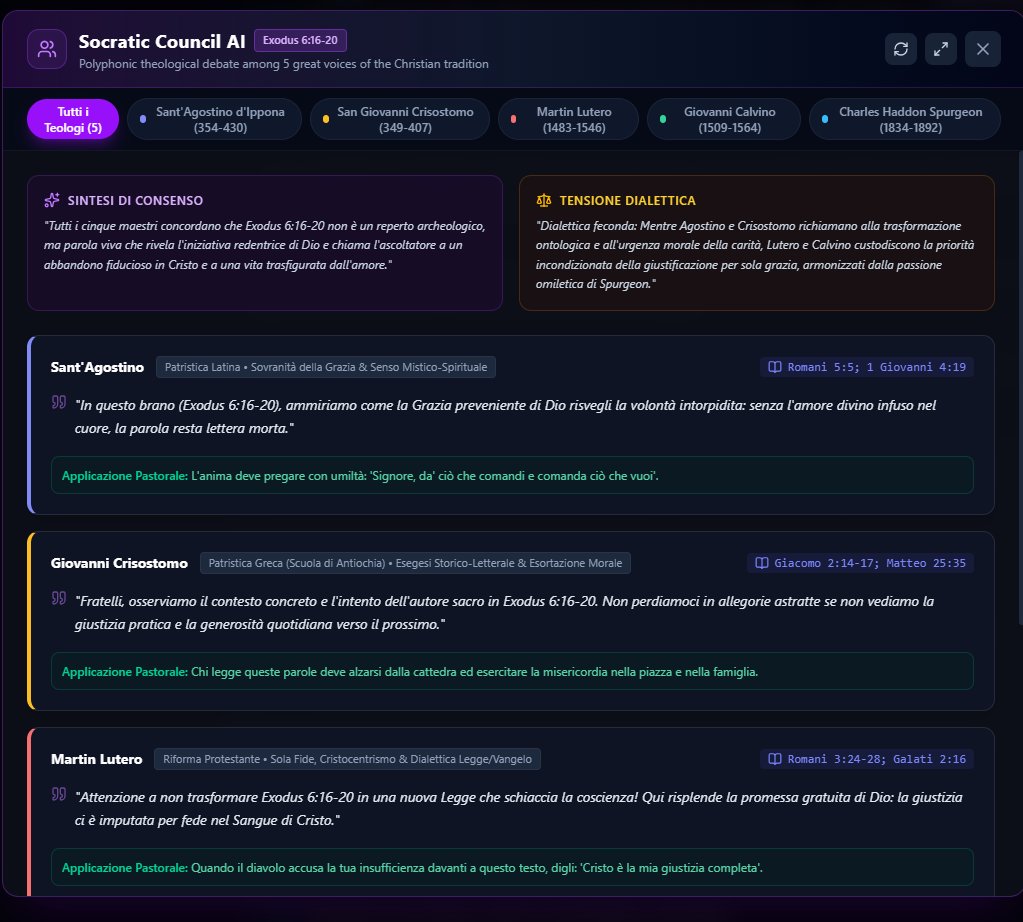 Socratic Council AI
Exodus 6:16-20
Polyphonic theological debate among 5 great voices of the Christian tradition
Tutti i
Teologi (5)
Sant'Agostino d'Ippona
(354-430)
San Giovanni Crisostomo
(349-407)
Martin Lutero
(1483-1546)
Giovanni Calvino
(1509-1564)
Charles Haddon Spurgeon
(1834-1892)
SINTESI DI CONSENSO
"Tutti i cinque maestri concordano che Exodus 6:16-20 non è un reperto archeologico,
ma parola viva che rivela l'iniziativa redentrice di Dio e chiama l'ascoltatore a un
abbandono fiducioso in Cristo e a una vita trasfigurata dall'amore."
TENSIONE DIALETTICA
"Dialettica feconda: Mentre Agostino e Crisostomo richiamano alla trasformazione
ontologica e all'urgenza morale della carità, Lutero e Calvino custodiscono la priorità
incondizionata della giustificazione per sola grazia, armonizzati dalla passione
omiletica di Spurgeon."
Sant'Agostino
Patristica Latina • Sovranità della Grazia & Senso Mistico-Spirituale
Romani 5:5; 1 Giovanni 4:19
"In questo brano (Exodus 6:16-20), ammiriamo come la Grazia preveniente di Dio risvegli la volontà intorpidita: senza l'amore divino infuso nel
cuore, la parola resta lettera morta."
Applicazione Pastorale: L'anima deve pregare con umiltà: 'Signore, da' ciò che comandi e comanda ciò che vuoi'.
Giovanni Crisostomo
Patristica Greca (Scuola di Antiochia) • Esegesi Storico-Letterale & Esortazione Morale
Giacomo 2:14-17; Matteo 25:35
"Fratelli, osserviamo il contesto concreto e l'intento dell'autore sacro in Exodus 6:16-20. Non perdiamoci in allegorie astratte se non vediamo la
giustizia pratica e la generosità quotidiana verso il prossimo."
Applicazione Pastorale: Chi legge queste parole deve alzarsi dalla cattedra ed esercitare la misericordia nella piazza e nella famiglia.
Martin Lutero
Riforma Protestante • Sola Fide, Cristocentrismo & Dialettica Legge/Vangelo
Romani 3:24-28; Galati 2:16
"Attenzione a non trasformare Exodus 6:16-20 in una nuova Legge che schiaccia la coscienza! Qui risplende la promessa gratuita di Dio: la giustizia
ci è imputata per fede nel Sangue di Cristo."
Applicazione Pastorale: Quando il diavolo accusa la tua insufficienza davanti a questo testo, digli: 'Cristo è la mia giustizia completa'.